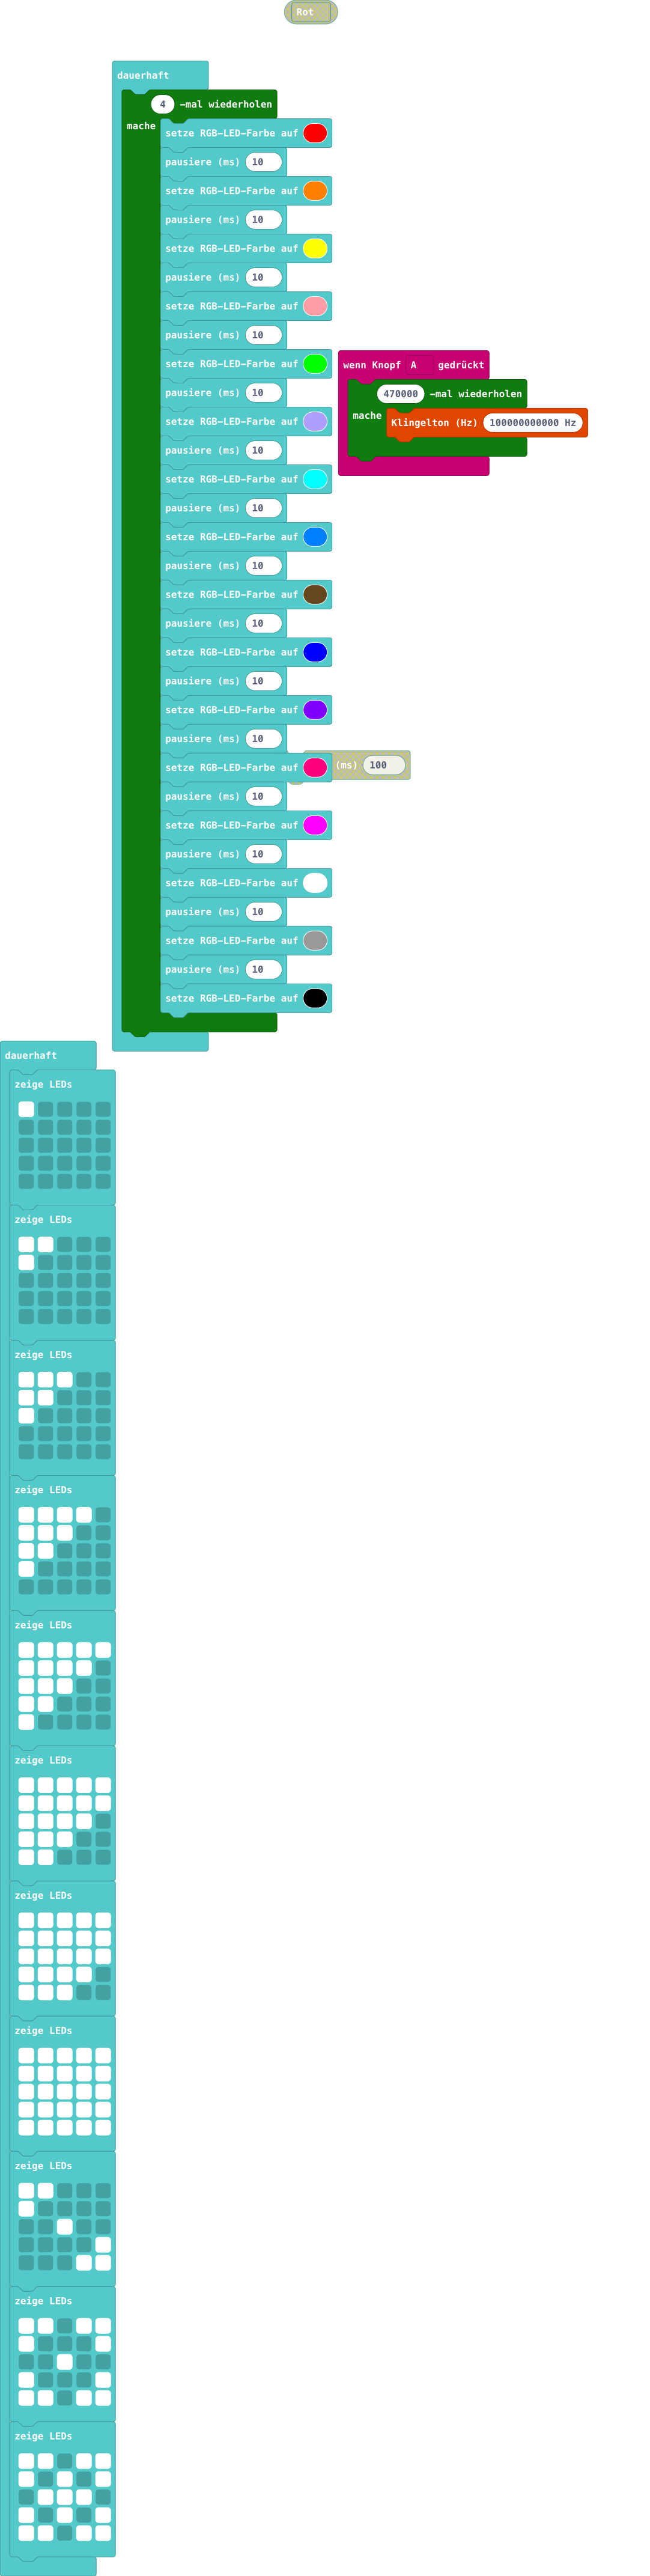 Rot
dauerhaft
4 -mal wiederholen
mache
setze RGB-LED-Farbe auf
pausiere (ms) 10
setze RGB-LED-Farbe auf
pausiere (ms) 10
setze RGB-LED-Farbe auf
pausiere (ms) 10
setze RGB-LED-Farbe auf
pausiere (ms) 10
setze RGB-LED-Farbe auf
pausiere (ms) 10
setze RGB-LED-Farbe auf
pausiere (ms) 10
setze RGB-LED-Farbe auf
pausiere (ms) 10
setze RGB-LED-Farbe auf
pausiere (ms) 10
setze RGB-LED-Farbe auf
pausiere (ms) 10
setze RGB-LED-Farbe auf
pausiere (ms) 10
setze RGB-LED-Farbe auf
pausiere (ms) 10
setze RGB-LED-Farbe auf
pausiere (ms) 10
setze RGB-LED-Farbe auf
pausiere (ms) 10
setze RGB-LED-Farbe auf
pausiere (ms) 10
setze RGB-LED-Farbe auf
pausiere (ms) 10
setze RGB-LED-Farbe auf
wenn Knopf A gedrückt
470000 -mal wiederholen
mache
Klingelton (Hz) 100000000000 Hz
(ms) 100
dauerhaft
zeige LEDs
zeige LEDs
zeige LEDs
zeige LEDs
zeige LEDs
zeige LEDs
zeige LEDs
zeige LEDs
zeige LEDs
zeige LEDs
zeige LEDs